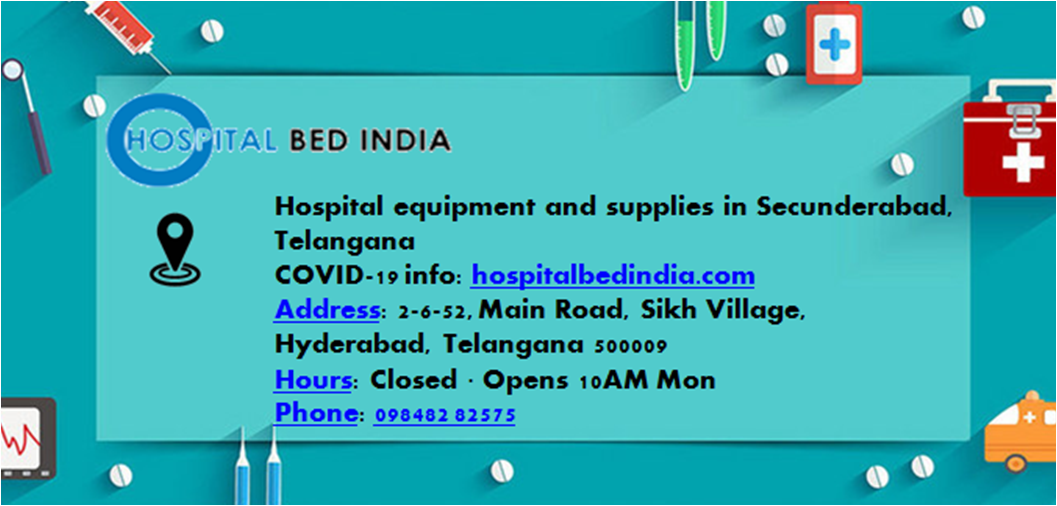 HOSPITAL BED INDIA
Hospital equipment and supplies in Secunderabad,
Telangana
COVID-19 info: hospitalbedindia.com
Address: 2-6-52, Main Road, Sikh Village,
Hyderabad, Telangana 500009
Hours: Closed · Opens 10AM Mon
Phone: 098482 82575